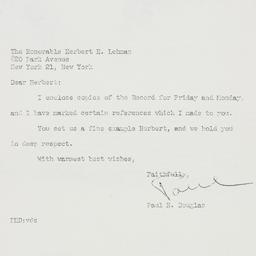 The Honorable Herbert H. Lehman
820 Park Avenue
New York 21, New York
Dear Herbert:
I enclose copies of the Record for Friday and Monday,
and I have marked certain references which I made to you.
You set us a fine example Herbert, and we hold you
in deep respect.
With warmest best wishes,
Faithfully,
Paul
Paul H. Douglas
PHD:vds